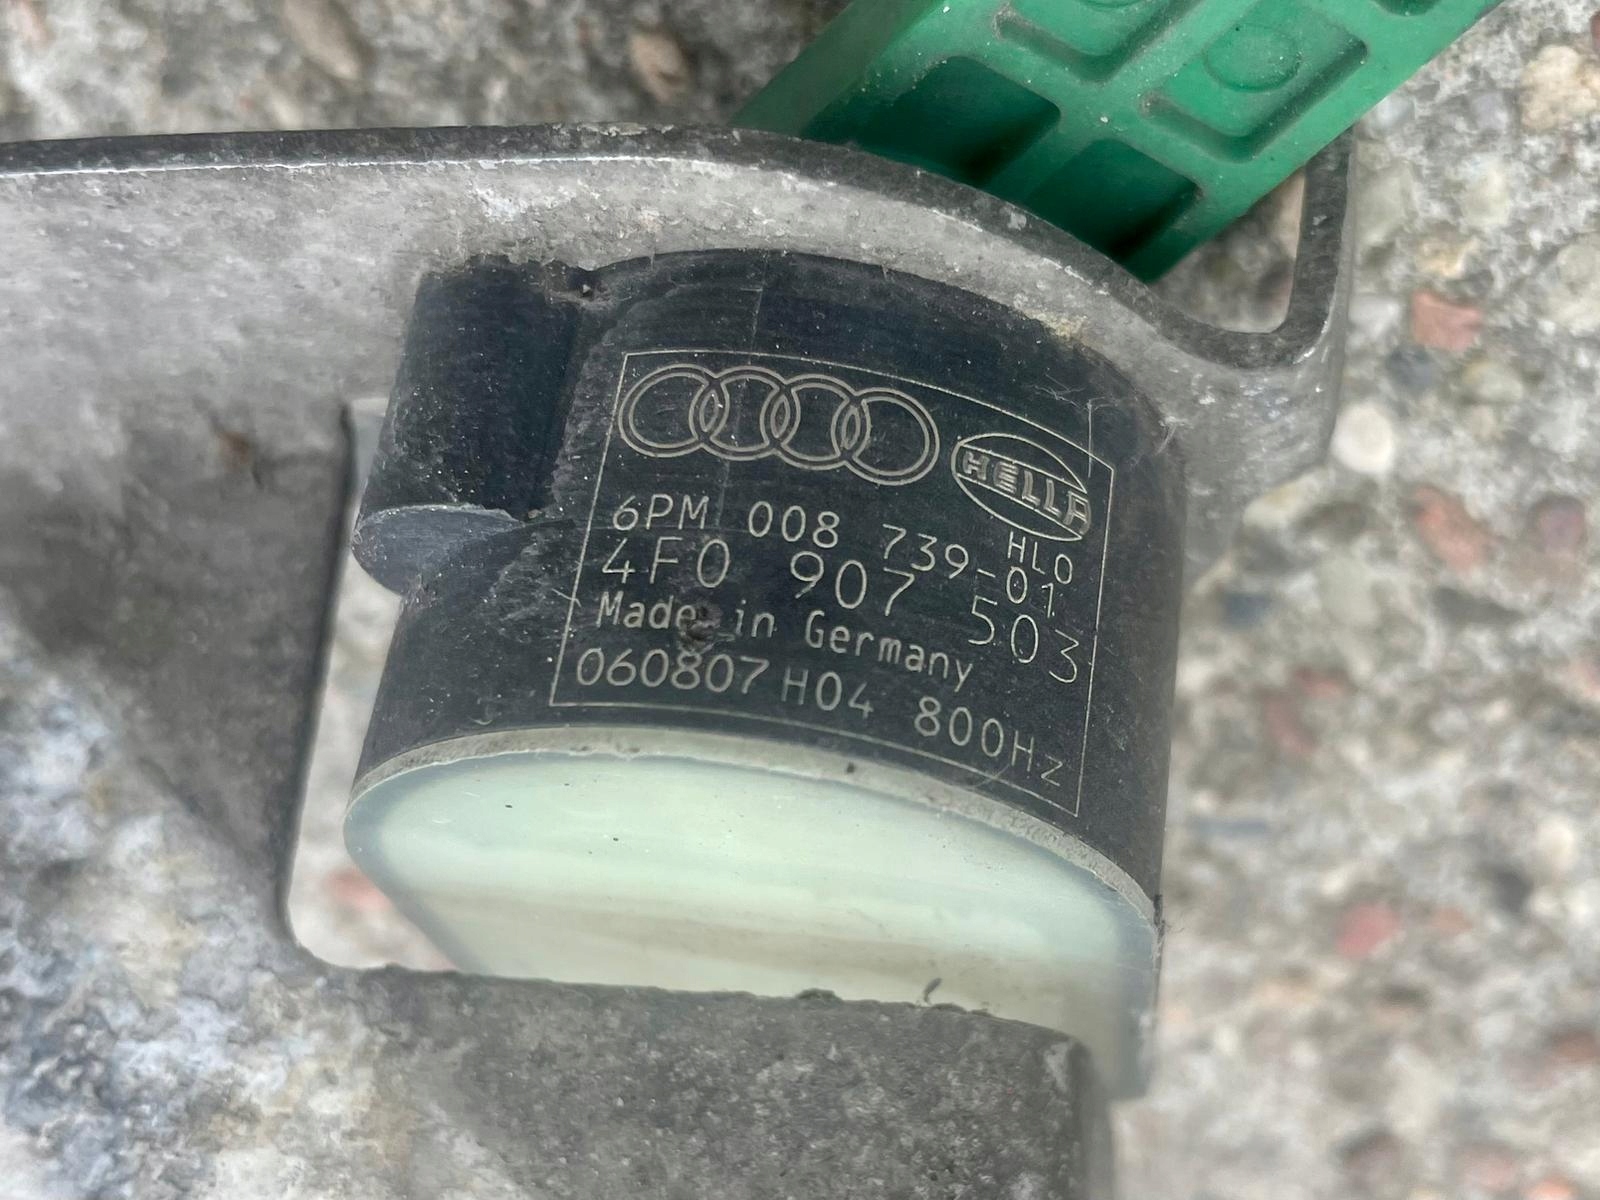 HELLA
HLO
6PM 008 739-01
4F0 907 503
Made in Germany
060807 H04 800Hz